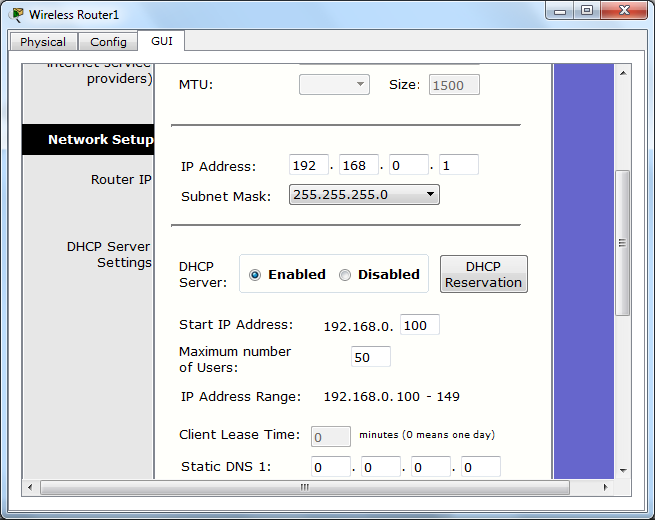 Wireless Router1
Physical Config GUI
Internet Service
providers)
MTU: Size: 1500
Network Setup
IP Address: 192 . 168 . 0 . 1
Router IP
Subnet Mask: 255.255.255.0
DHCP Server
Settings
DHCP
Server: Enabled Disabled
DHCP
Reservation
Start IP Address: 192.168.0. 100
Maximum number
of Users: 50
IP Address Range: 192.168.0. 100 - 149
Client Lease Time: 0 minutes (0 means one day)
Static DNS 1: 0 . 0 . 0 . 0